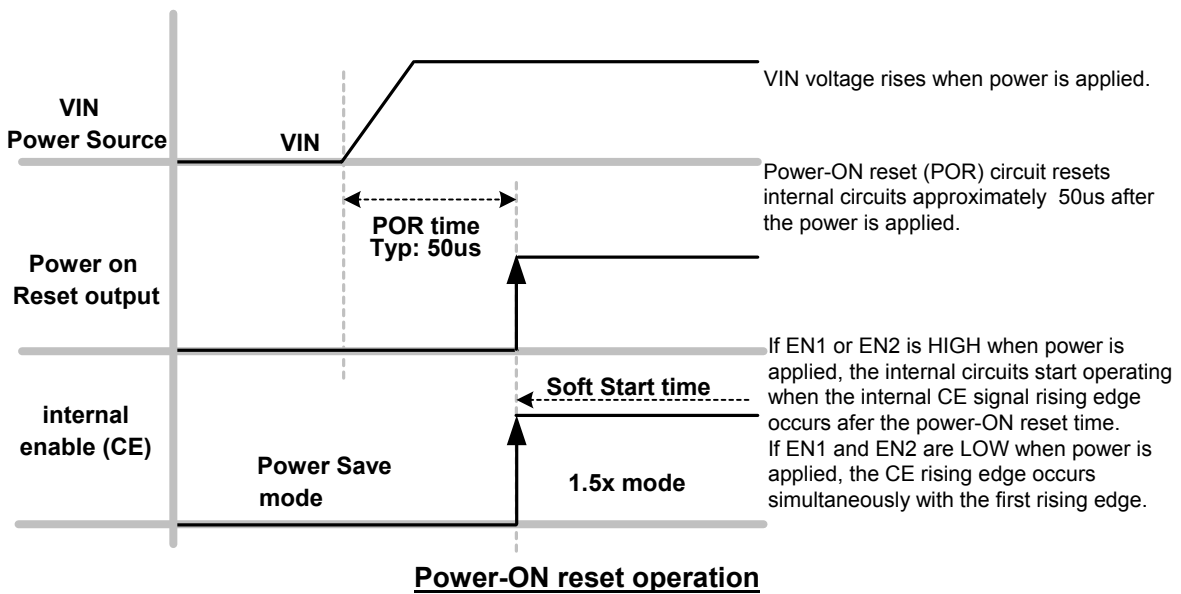 VIN
Power Source
VIN
VIN voltage rises when power is applied.
POR time
Typ: 50us
Power-ON reset (POR) circuit resets
internal circuits approximately 50us after
the power is applied.
Power on
Reset output
internal
enable (CE)
Power Save
mode
Soft Start time
1.5x mode
If EN1 or EN2 is HIGH when power is
applied, the internal circuits start operating
when the internal CE signal rising edge
occurs afer the power-ON reset time.
If EN1 and EN2 are LOW when power is
applied, the CE rising edge occurs
simultaneously with the first rising edge.
Power-ON reset operation